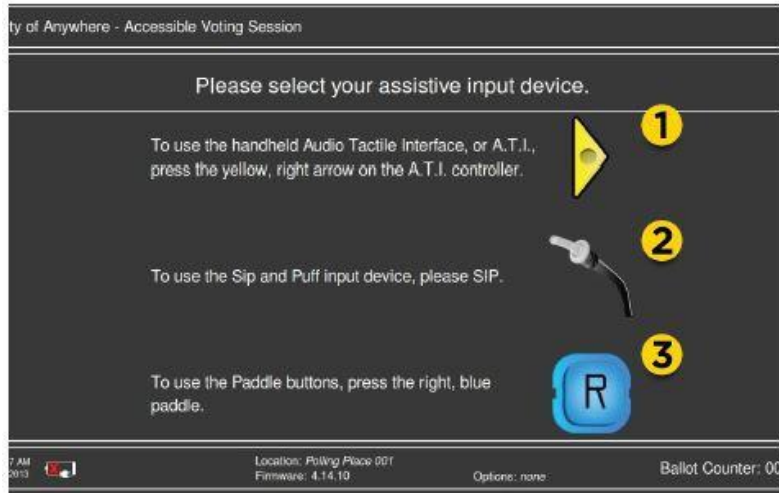 ty of Anywhere - Accessible Voting Session
Please select your assistive input device.
To use the handheld Audio Tactile Interface, or A.T.I.,
press the yellow, right arrow on the A.T.I. controller.
1
To use the Sip and Puff input device, please SIP.
2
To use the Paddle buttons, press the right, blue
paddle.
R
3
7 AM
2013
Location: Polling Place 001
Firmware: 4.14.10
Options: none
Ballot Counter: 00